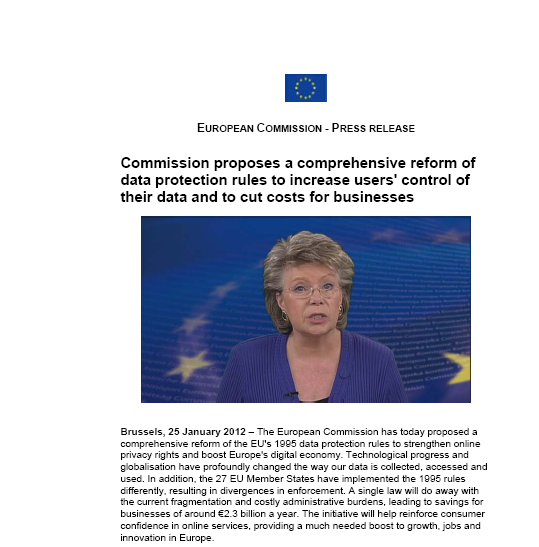 EUROPEAN COMMISSION - PRESS RELEASE
Commission proposes a comprehensive reform of
data protection rules to increase users' control of
their data and to cut costs for businesses
Brussels, 25 January 2012 – The European Commission has today proposed a
comprehensive reform of the EU's 1995 data protection rules to strengthen online
privacy rights and boost Europe's digital economy. Technological progress and
globalisation have profoundly changed the way our data is collected, accessed and
used. In addition, the 27 EU Member States have implemented the 1995 rules
differently, resulting in divergences in enforcement. A single law will do away with
the current fragmentation and costly administrative burdens, leading to savings for
businesses of around €2.3 billion a year. The initiative will help reinforce consumer
confidence in online services, providing a much needed boost to growth, jobs and
innovation in Europe.